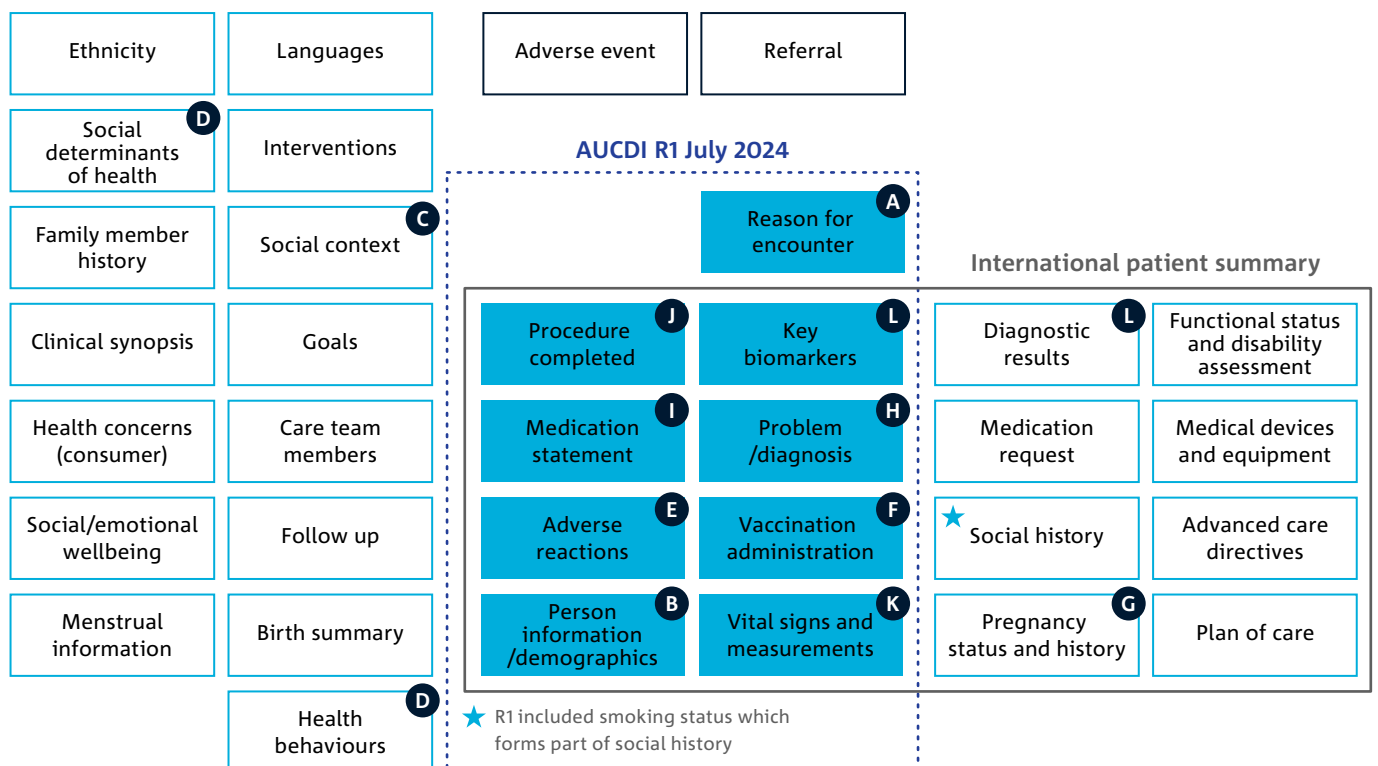 Ethnicity
Languages
Adverse event
Referral
D
Social
determinants
of health
Interventions
AUCDI R1 July 2024
A
Reason for
encounter
Family member
history
C
Social context
International patient summary
Clinical synopsis
Goals
J
Procedure
completed
L
Key
biomarkers
L
Diagnostic
results
Functional status
and disability
assessment
Health concerns
(consumer)
Care team
members
I
Medication
statement
H
Problem
/diagnosis
Medication
request
Medical devices
and equipment
Social/emotional
wellbeing
Follow up
E
Adverse
reactions
F
Vaccination
administration
Social history
Advanced care
directives
Menstrual
information
Birth summary
B
Person
information
/demographics
K
Vital signs and
measurements
G
Pregnancy
status and history
Plan of care
D
Health
behaviours
R1 included smoking status which
forms part of social history